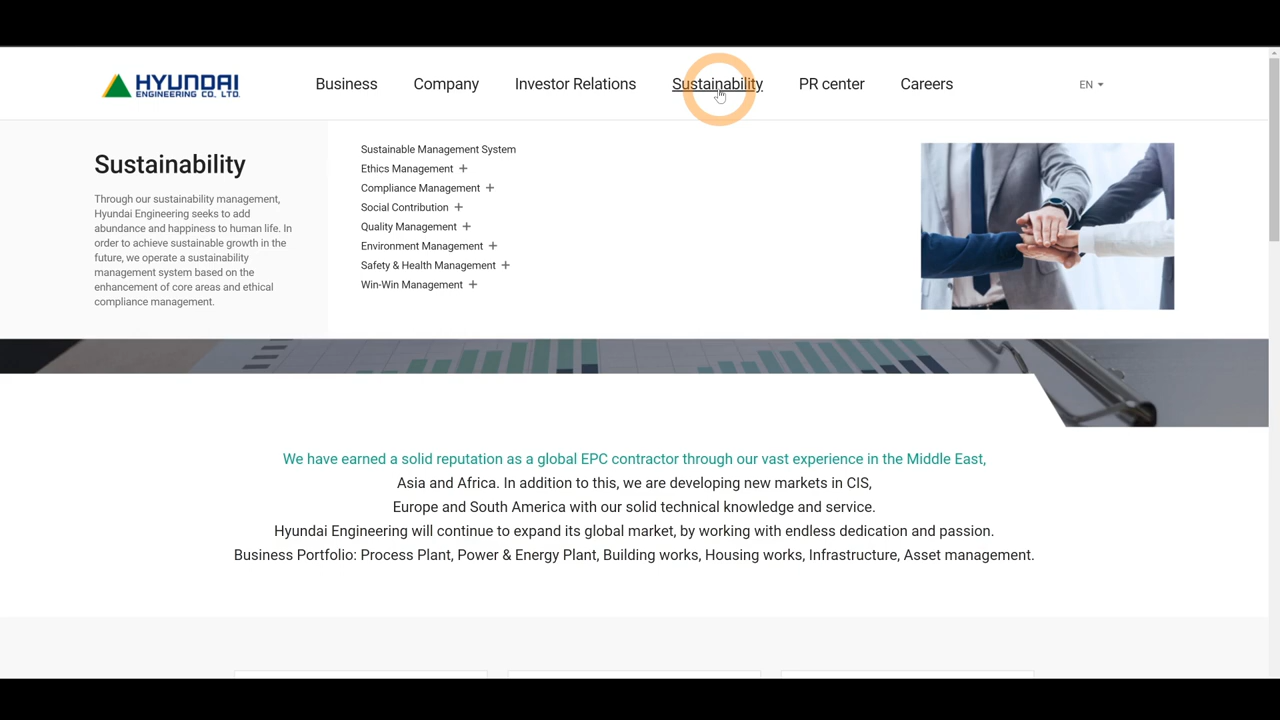 HYUNDAI
ENGINEERING CO., LTD.
Business
Company
Investor Relations
Sustainability
PR center
Careers
EN
Sustainability
Through our sustainability management,
Hyundai Engineering seeks to add
abundance and happiness to human life. In
order to achieve sustainable growth in the
future, we operate a sustainability
management system based on the
enhancement of core areas and ethical
compliance management.
Sustainable Management System
Ethics Management +
Compliance Management +
Social Contribution +
Quality Management +
Environment Management +
Safety & Health Management +
Win-Win Management +
We have earned a solid reputation as a global EPC contractor through our vast experience in the Middle East,
Asia and Africa. In addition to this, we are developing new markets in CIS,
Europe and South America with our solid technical knowledge and service.
Hyundai Engineering will continue to expand its global market, by working with endless dedication and passion.
Business Portfolio: Process Plant, Power & Energy Plant, Building works, Housing works, Infrastructure, Asset management.